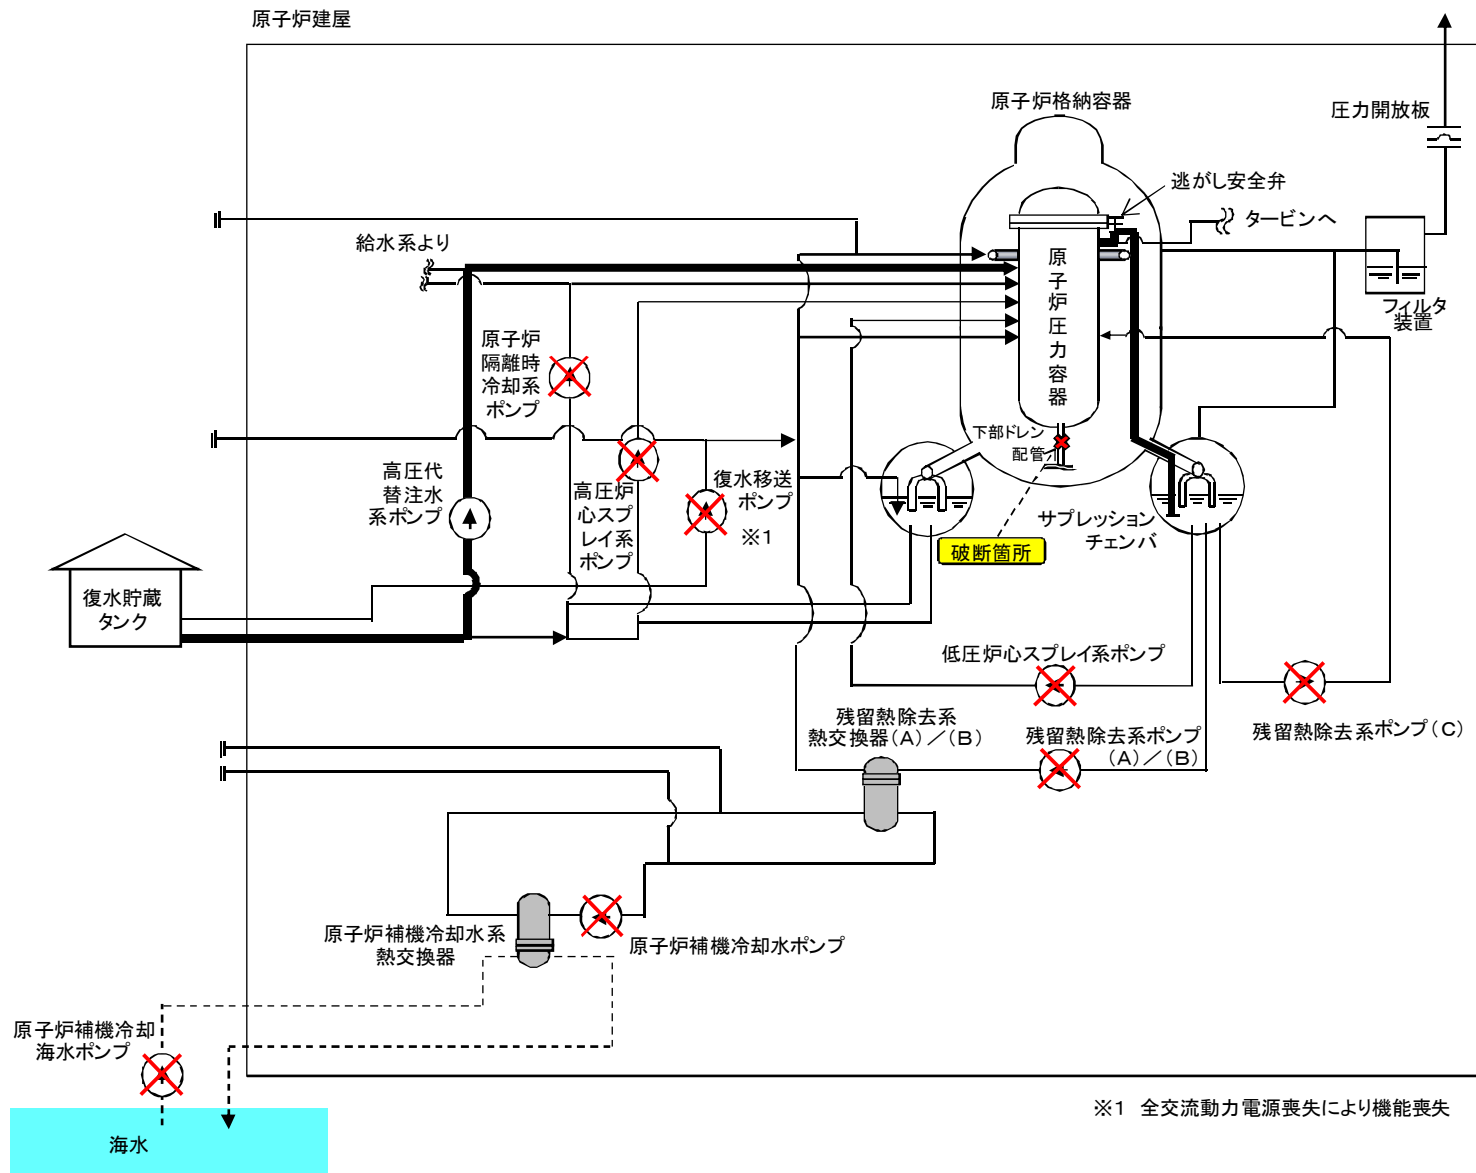 原子炉建屋
原子炉格納容器
圧力開放板
逃がし安全弁
タービンへ
給水系より
原子炉圧力容器
フィルタ
装置
原子炉
隔離時
冷却系
ポンプ
下部ドレン
配管
高圧代
替注水
系ポンプ
高圧炉
心スプ
レイ系
ポンプ
復水移送
ポンプ
※1
サプレッション
チェンバ
破断箇所
復水貯蔵
タンク
低圧炉心スプレイ系ポンプ
残留熱除去系
熱交換器(A)／(B)
残留熱除去系ポンプ
(A)／(B)
残留熱除去系ポンプ(C)
原子炉補機冷却水系
熱交換器
原子炉補機冷却水ポンプ
原子炉補機冷却
海水ポンプ
※1 全交流動力電源喪失により機能喪失
海水